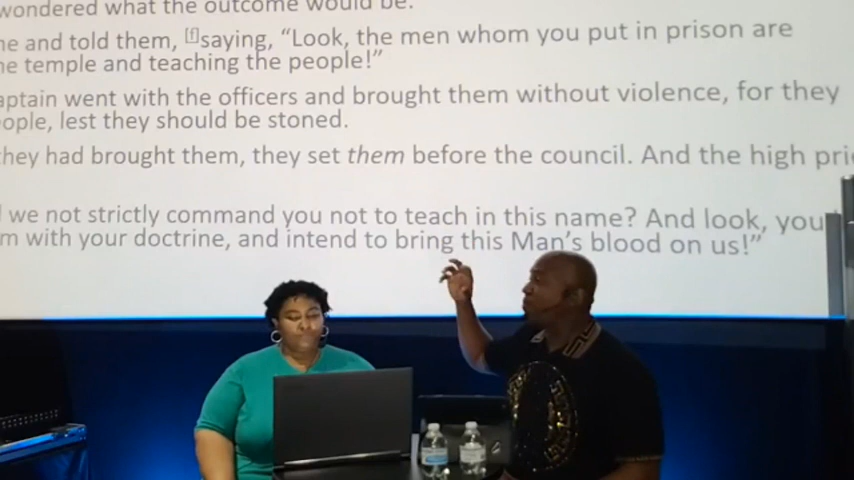 wondered what the outcome would be.
ne and told them, [f]saying, “Look, the men whom you put in prison are
ne temple and teaching the people!”
aptain went with the officers and brought them without violence, for they
ople, lest they should be stoned.
they had brought them, they set them before the council. And the high prie
we not strictly command you not to teach in this name? And look, you
m with your doctrine, and intend to bring this Man’s blood on us!”